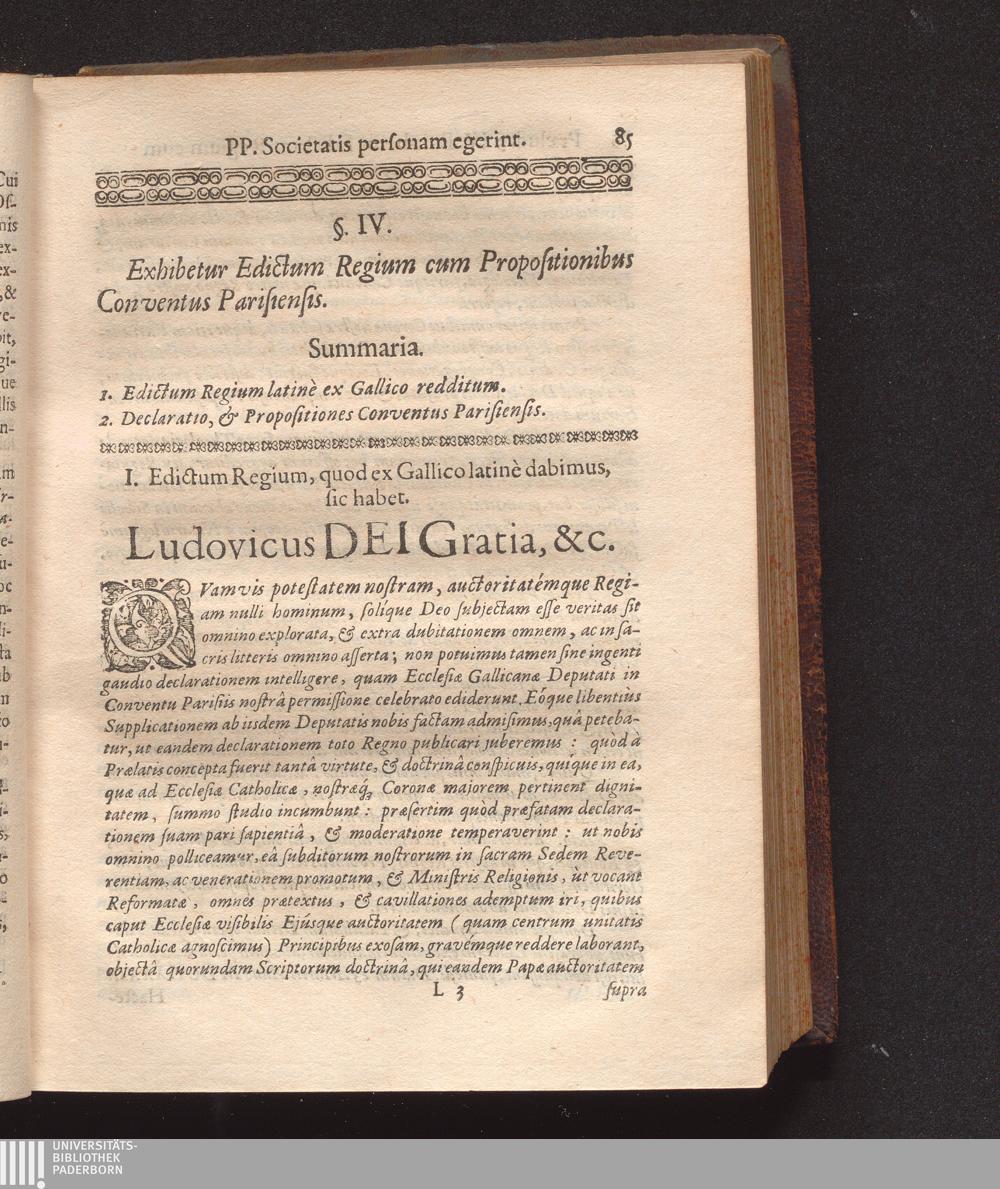 PP. Societatis perſonam egerint. 85
§. IV.
Exhibetur Edictum Regium cum Propoſitionibus
Conventus Pariſienſis.
Summaria.
1. Edictum Regium latinè ex Gallico redditum.
2. Declaratio, & Propoſitiones Conventus Pariſienſis.
I. Edictum Regium, quod ex Gallico latinè dabimus,
ſic habet.
Ludovicus DEI Gratia, &c.
QVamvis poteſtatem noſtram, auctoritatémque Regi-
am nulli hominum, ſolique Deo ſubjectam eſſe veritas ſit
omnino explorata, & extra dubitationem omnem, ac in ſa-
cris litteris omnino aſſerta; non potuimus tamen ſine ingenti
gaudio declarationem intelligere, quam Eccleſiæ Gallicanæ Deputati in
Conventu Pariſiis noſtrâ permiſſione celebrato ediderunt. Eóque libentiùs
Supplicationem ab iisdem Deputatis nobis factam admiſimus, quâ peteba-
tur, ut eandem declarationem toto Regno publicari juberemus : quòd à
Prælatis concepta fuerit tantâ virtute, & doctrinâ conſpicuis, quique in ea,
quæ ad Eccleſiæ Catholicæ, noſtræq; Coronæ majorem pertinent digni-
tatem, ſummo ſtudio incumbunt : præſertim quòd præfatam declara-
tionem ſuam pari ſapientiâ, & moderatione temperaverint : ut nobis
omnino polliceamur, eâ ſubditorum noſtrorum in ſacram Sedem Reve-
rentiam, ac venerationem promotum, & Miniſtris Religionis, ut vocant
Reformatæ, omnes prætextus, & cavillationes ademptum iri, quibus
caput Eccleſiæ viſibilis Ejúsque auctoritatem (quam centrum unitatis
Catholicæ agnoſcimus) Principibus exoſam, gravémque reddere laborant,
objectâ quorundam Scriptorum doctrinâ, qui eandem Papæ auctoritatem
L 3 ſupra
UNIVERSITÄTS-
BIBLIOTHEK
PADERBORN